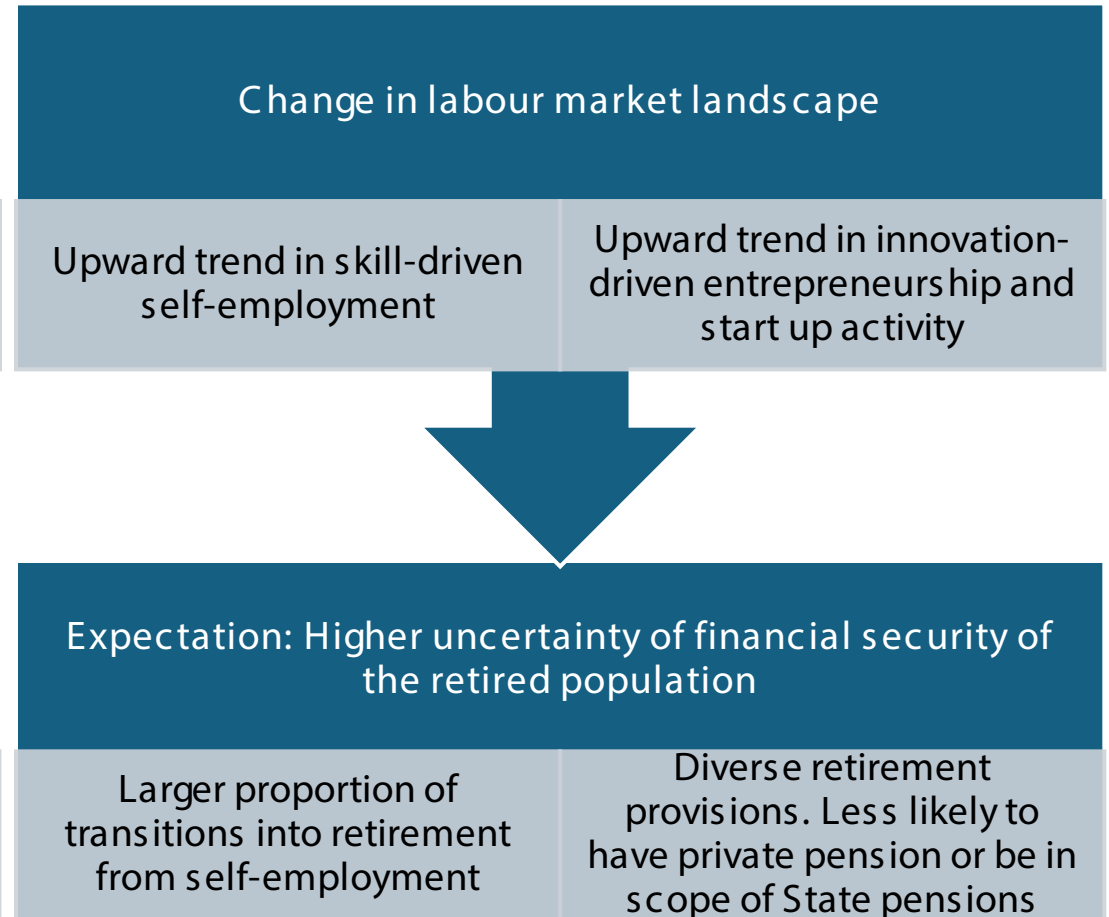 Change in labour market landscape
Upward trend in skill-driven
self-employment
Upward trend in innovation-
driven entrepreneurship and
start up activity
Expectation: Higher uncertainty of financial security of
the retired population
Larger proportion of
transitions into retirement
from self-employment
Diverse retirement
provisions. Less likely to
have private pension or be in
scope of State pensions